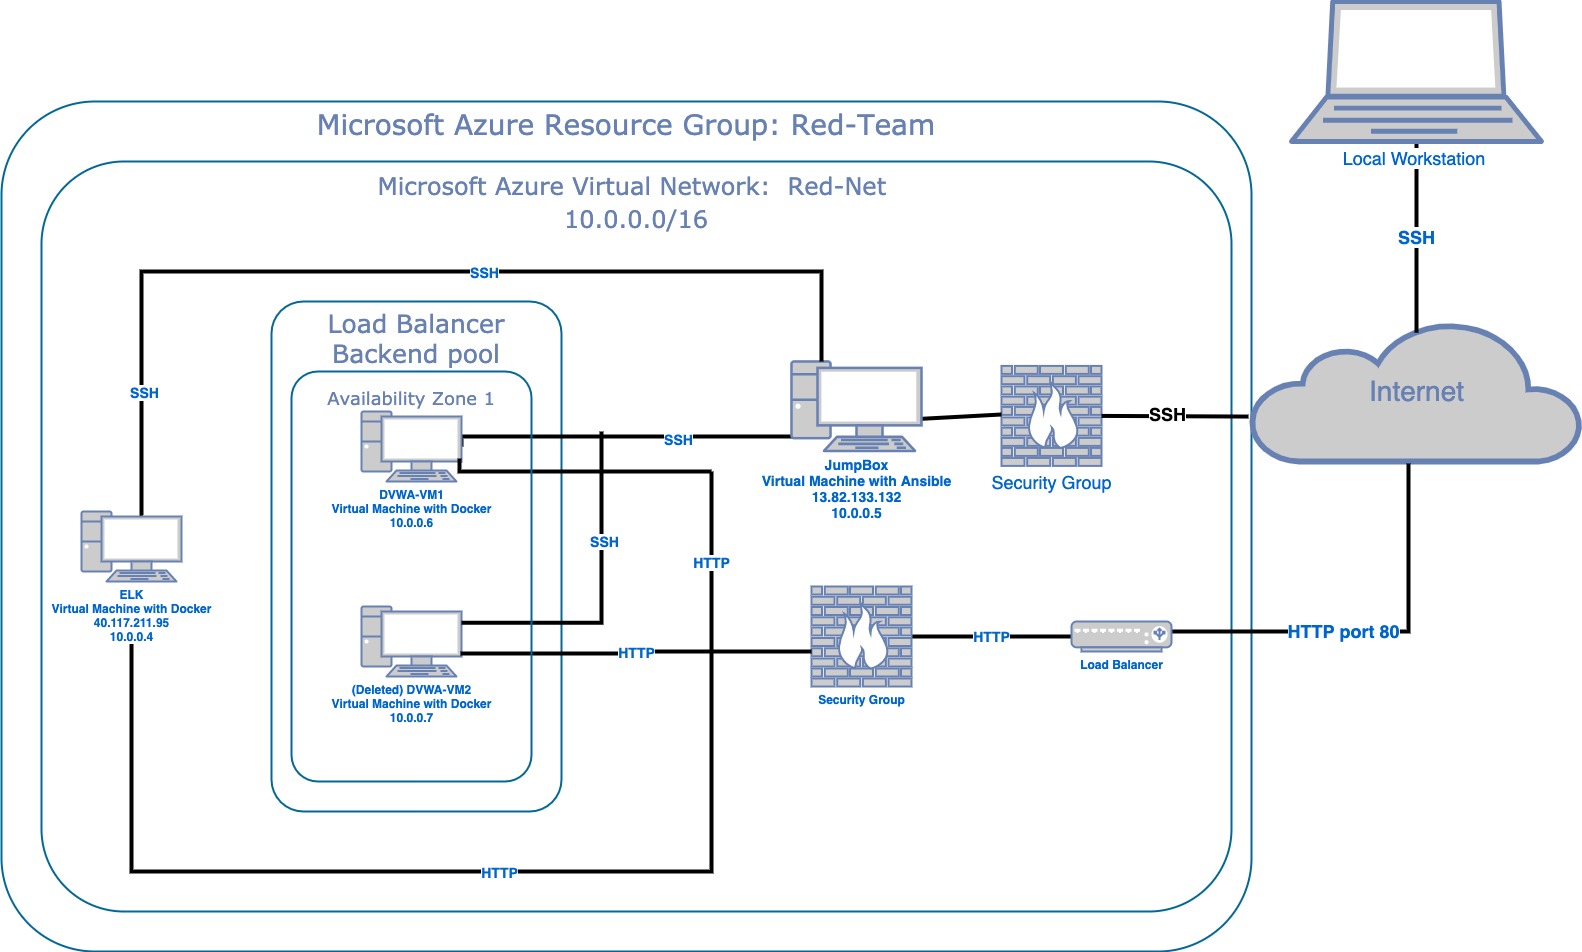 Microsoft Azure Resource Group: Red-Team
Local Workstation
Microsoft Azure Virtual Network:  Red-Net
10.0.0.0/16
SSH
SSH
Load Balancer
Backend pool
Availability Zone 1
SSH
Internet
SSH
SSH
JumpBox
Virtual Machine with Ansible
13.82.133.132
10.0.0.5
Security Group
DVWA-VM1
Virtual Machine with Docker
10.0.0.6
SSH
HTTP
ELK
Virtual Machine with Docker
40.117.211.95
10.0.0.4
HTTP
HTTP
HTTP port 80
Load Balancer
(Deleted) DVWA-VM2
Virtual Machine with Docker
10.0.0.7
Security Group
HTTP